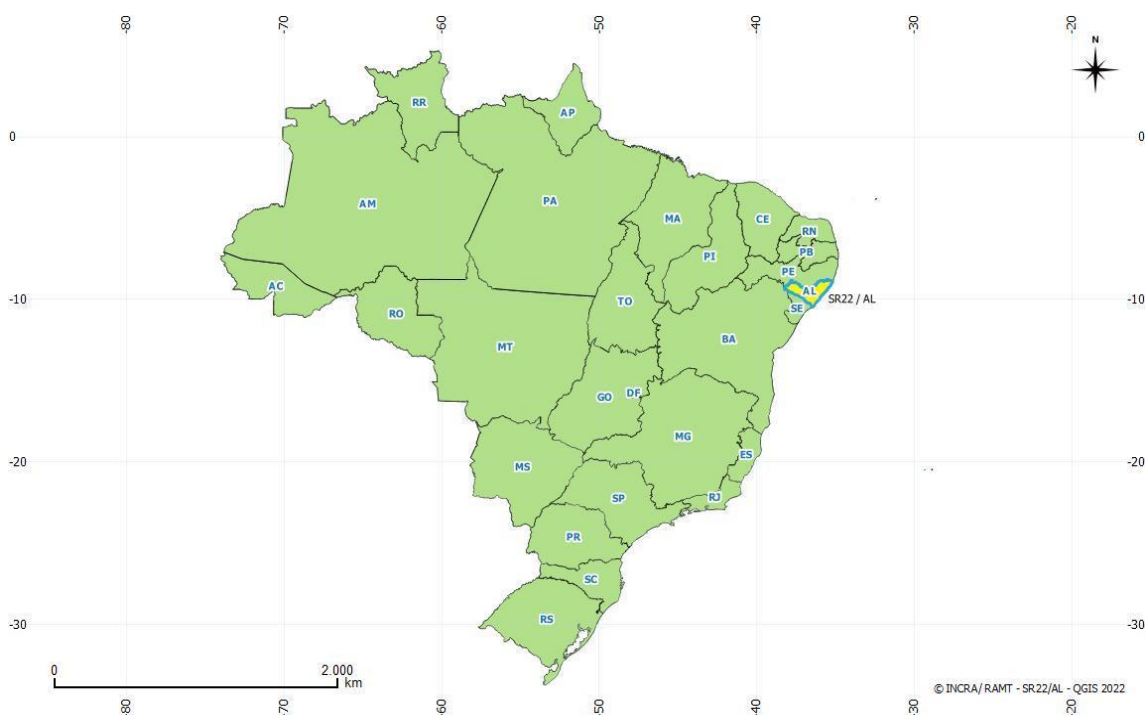 -80 -70 -60 -50 -40 -30 -20
N
RR
AP
0 0
AM
PA
MA
CE
RN
PB
PI
PE
AC
AL
-10 -10
SR22 / AL
SE
RO
TO
BA
MT
GO
DF
MG
ES
MS
-20 -20
SP
RJ
PR
SC
RS
-30 -30
0 2.000
km
© INCRA/ RAMT - SR22/AL - QGIS 2022
-80 -70 -60 -50 -40 -30 -20